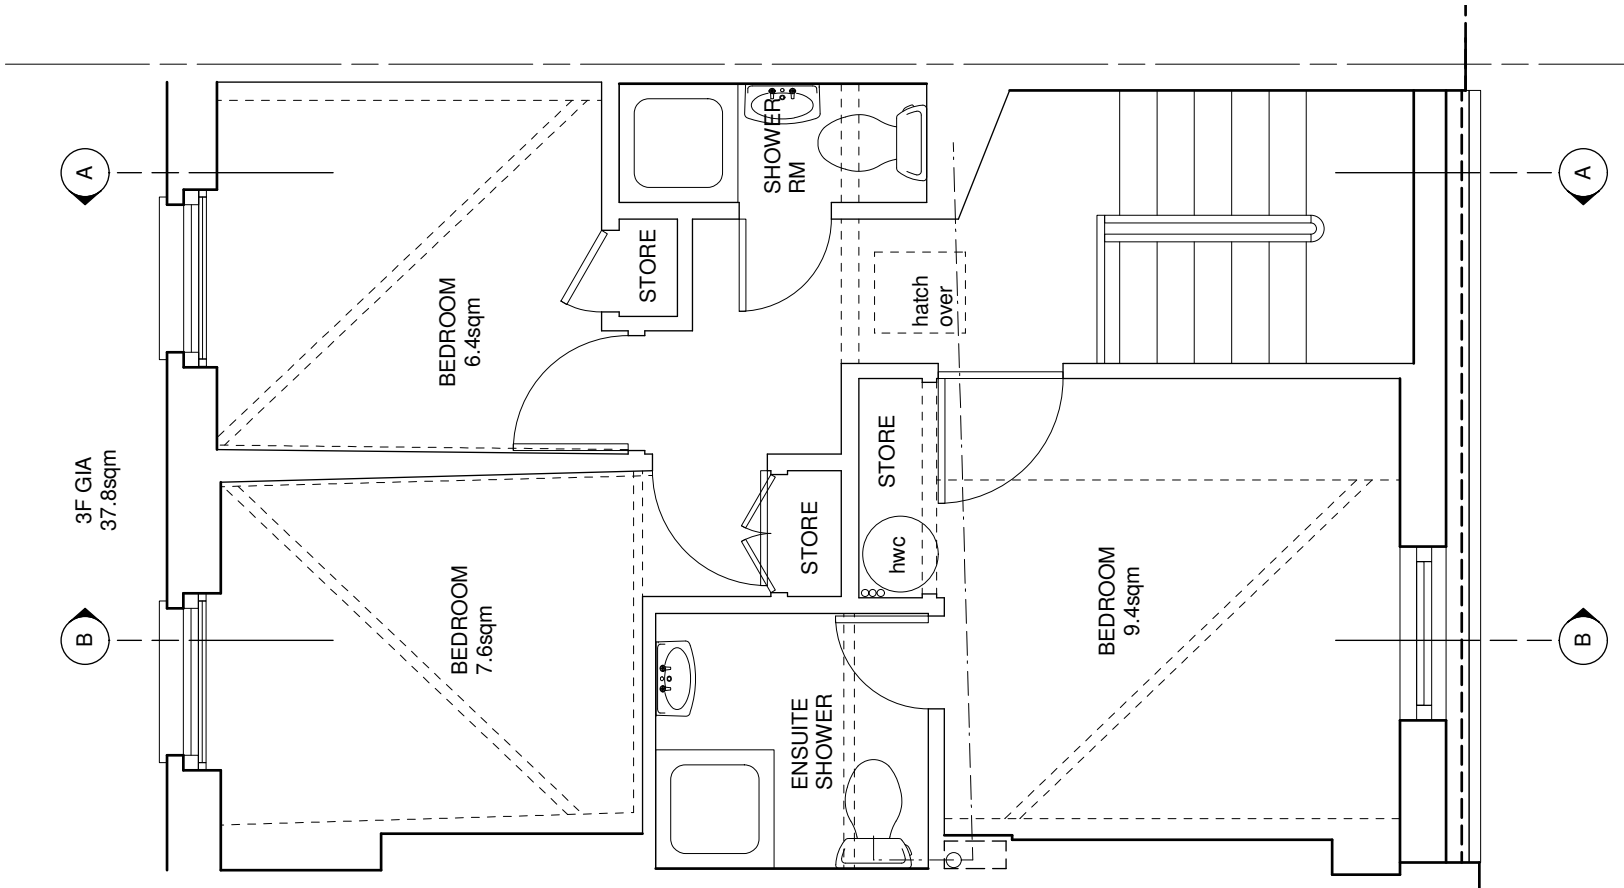 3F GIA
37.8sqm
A
B
BEDROOM
6.4sqm
BEDROOM
7.6sqm
STORE
SHOWER
RM
hatch
over
STORE
STORE
hwc
ENSUITE
SHOWER
BEDROOM
9.4sqm
A
B